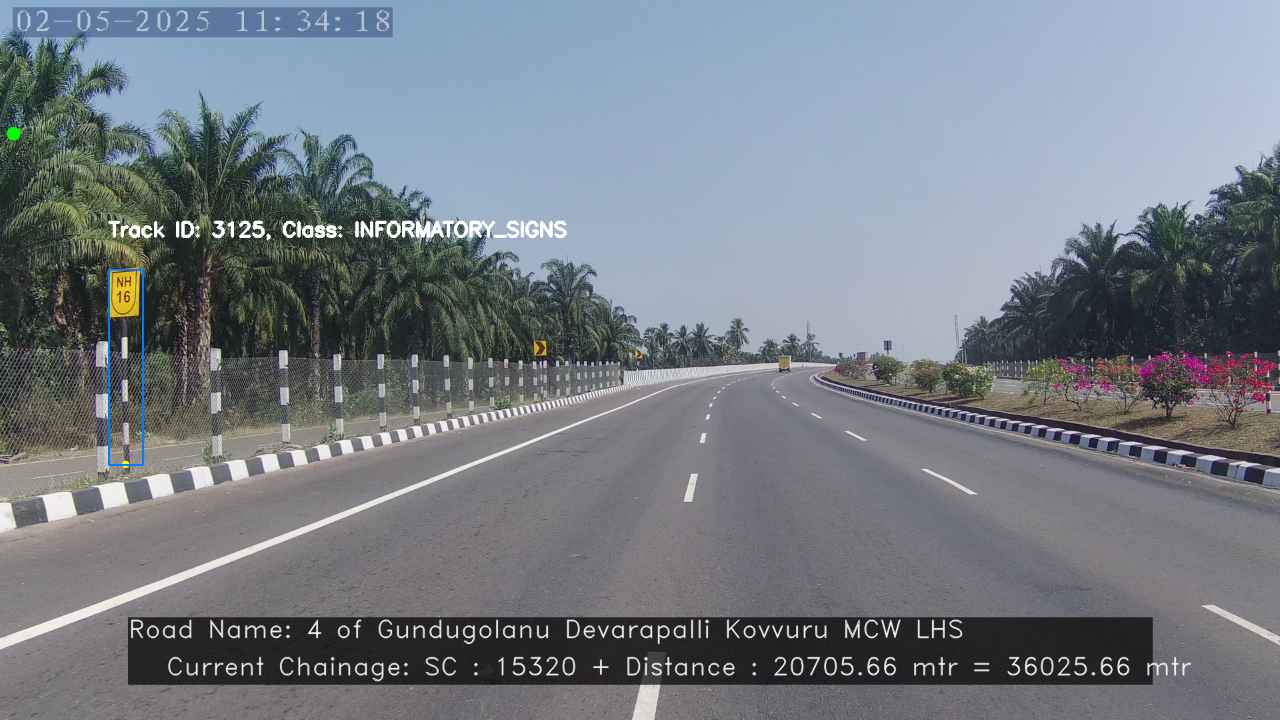 02-05-2025 11:34:18
Track ID: 3125, Class: INFORMATORY_SIGNS
NH
16
Road Name: 4 of Gundugolanu Devarapalli Kovvuru MCW LHS
Current Chainage: SC : 15320 + Distance : 20705.66 mtr = 36025.66 mtr